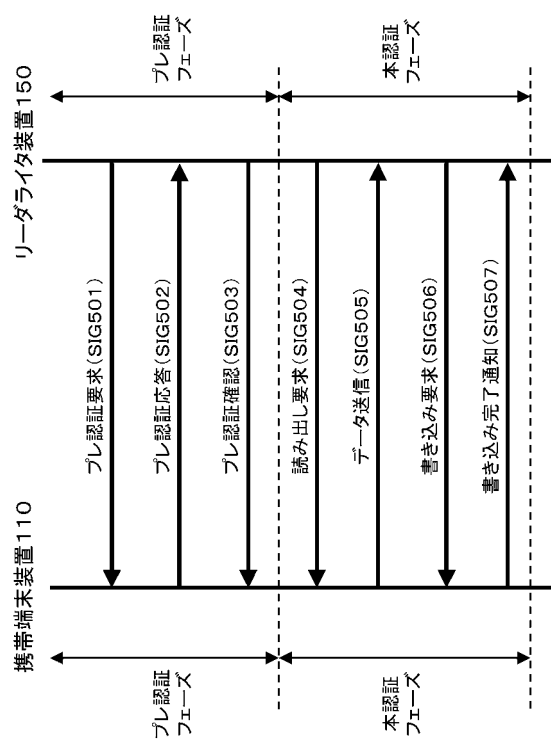 携帯端末装置110
リーダライタ装置150
プレ認証
フェーズ
プレ認証要求(SIG501)
プレ認証応答(SIG502)
プレ認証確認(SIG503)
プレ認証
フェーズ
本認証
フェーズ
読み出し要求(SIG504)
データ送信(SIG505)
書き込み要求(SIG506)
書き込み完了通知(SIG507)
本認証
フェーズ